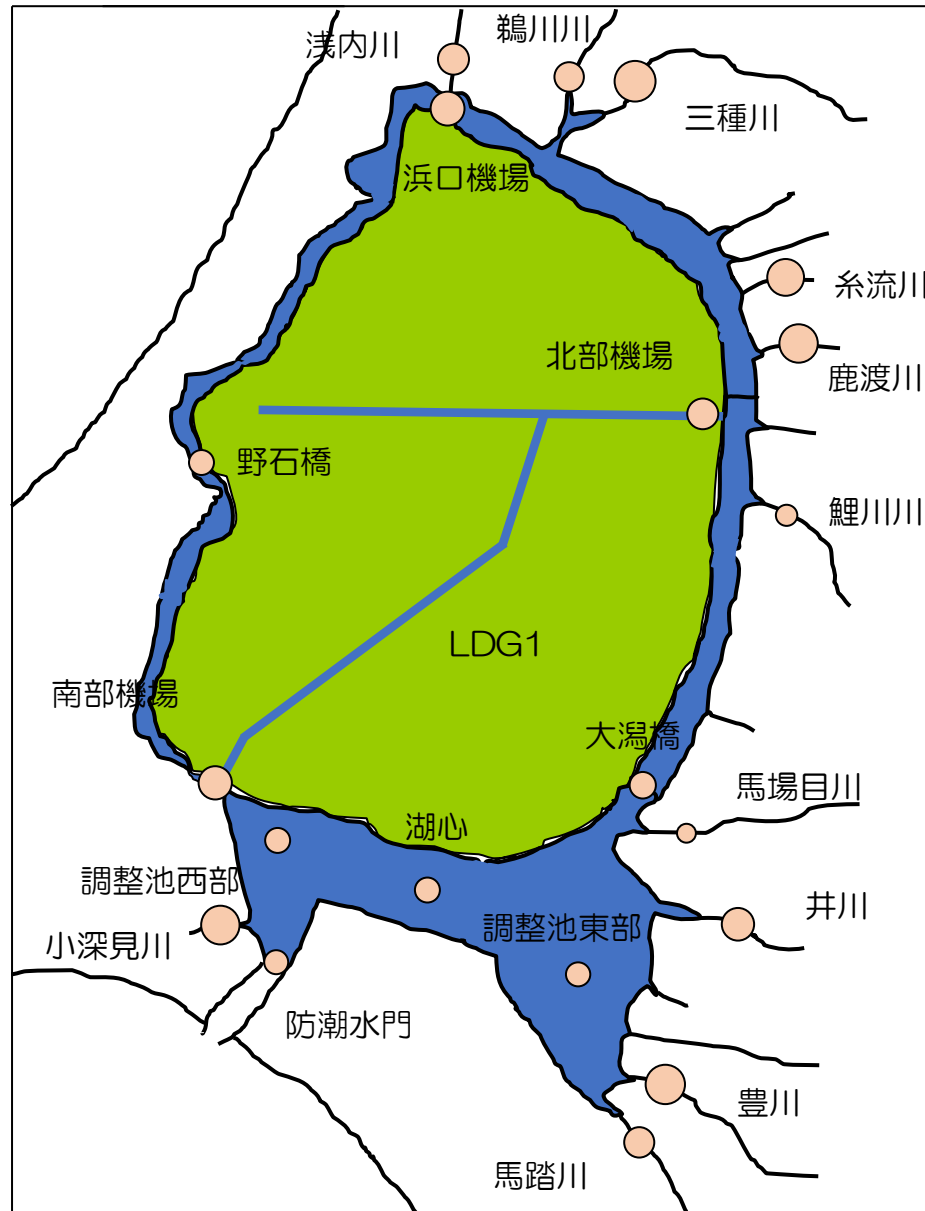 鵜川川
浅内川
三種川
浜口機場
糸流川
北部機場
鹿渡川
野石橋
鯉川川
LDG1
南部機場
大潟橋
馬場目川
湖心
調整池西部
井川
調整池東部
小深見川
防潮水門
豊川
馬踏川